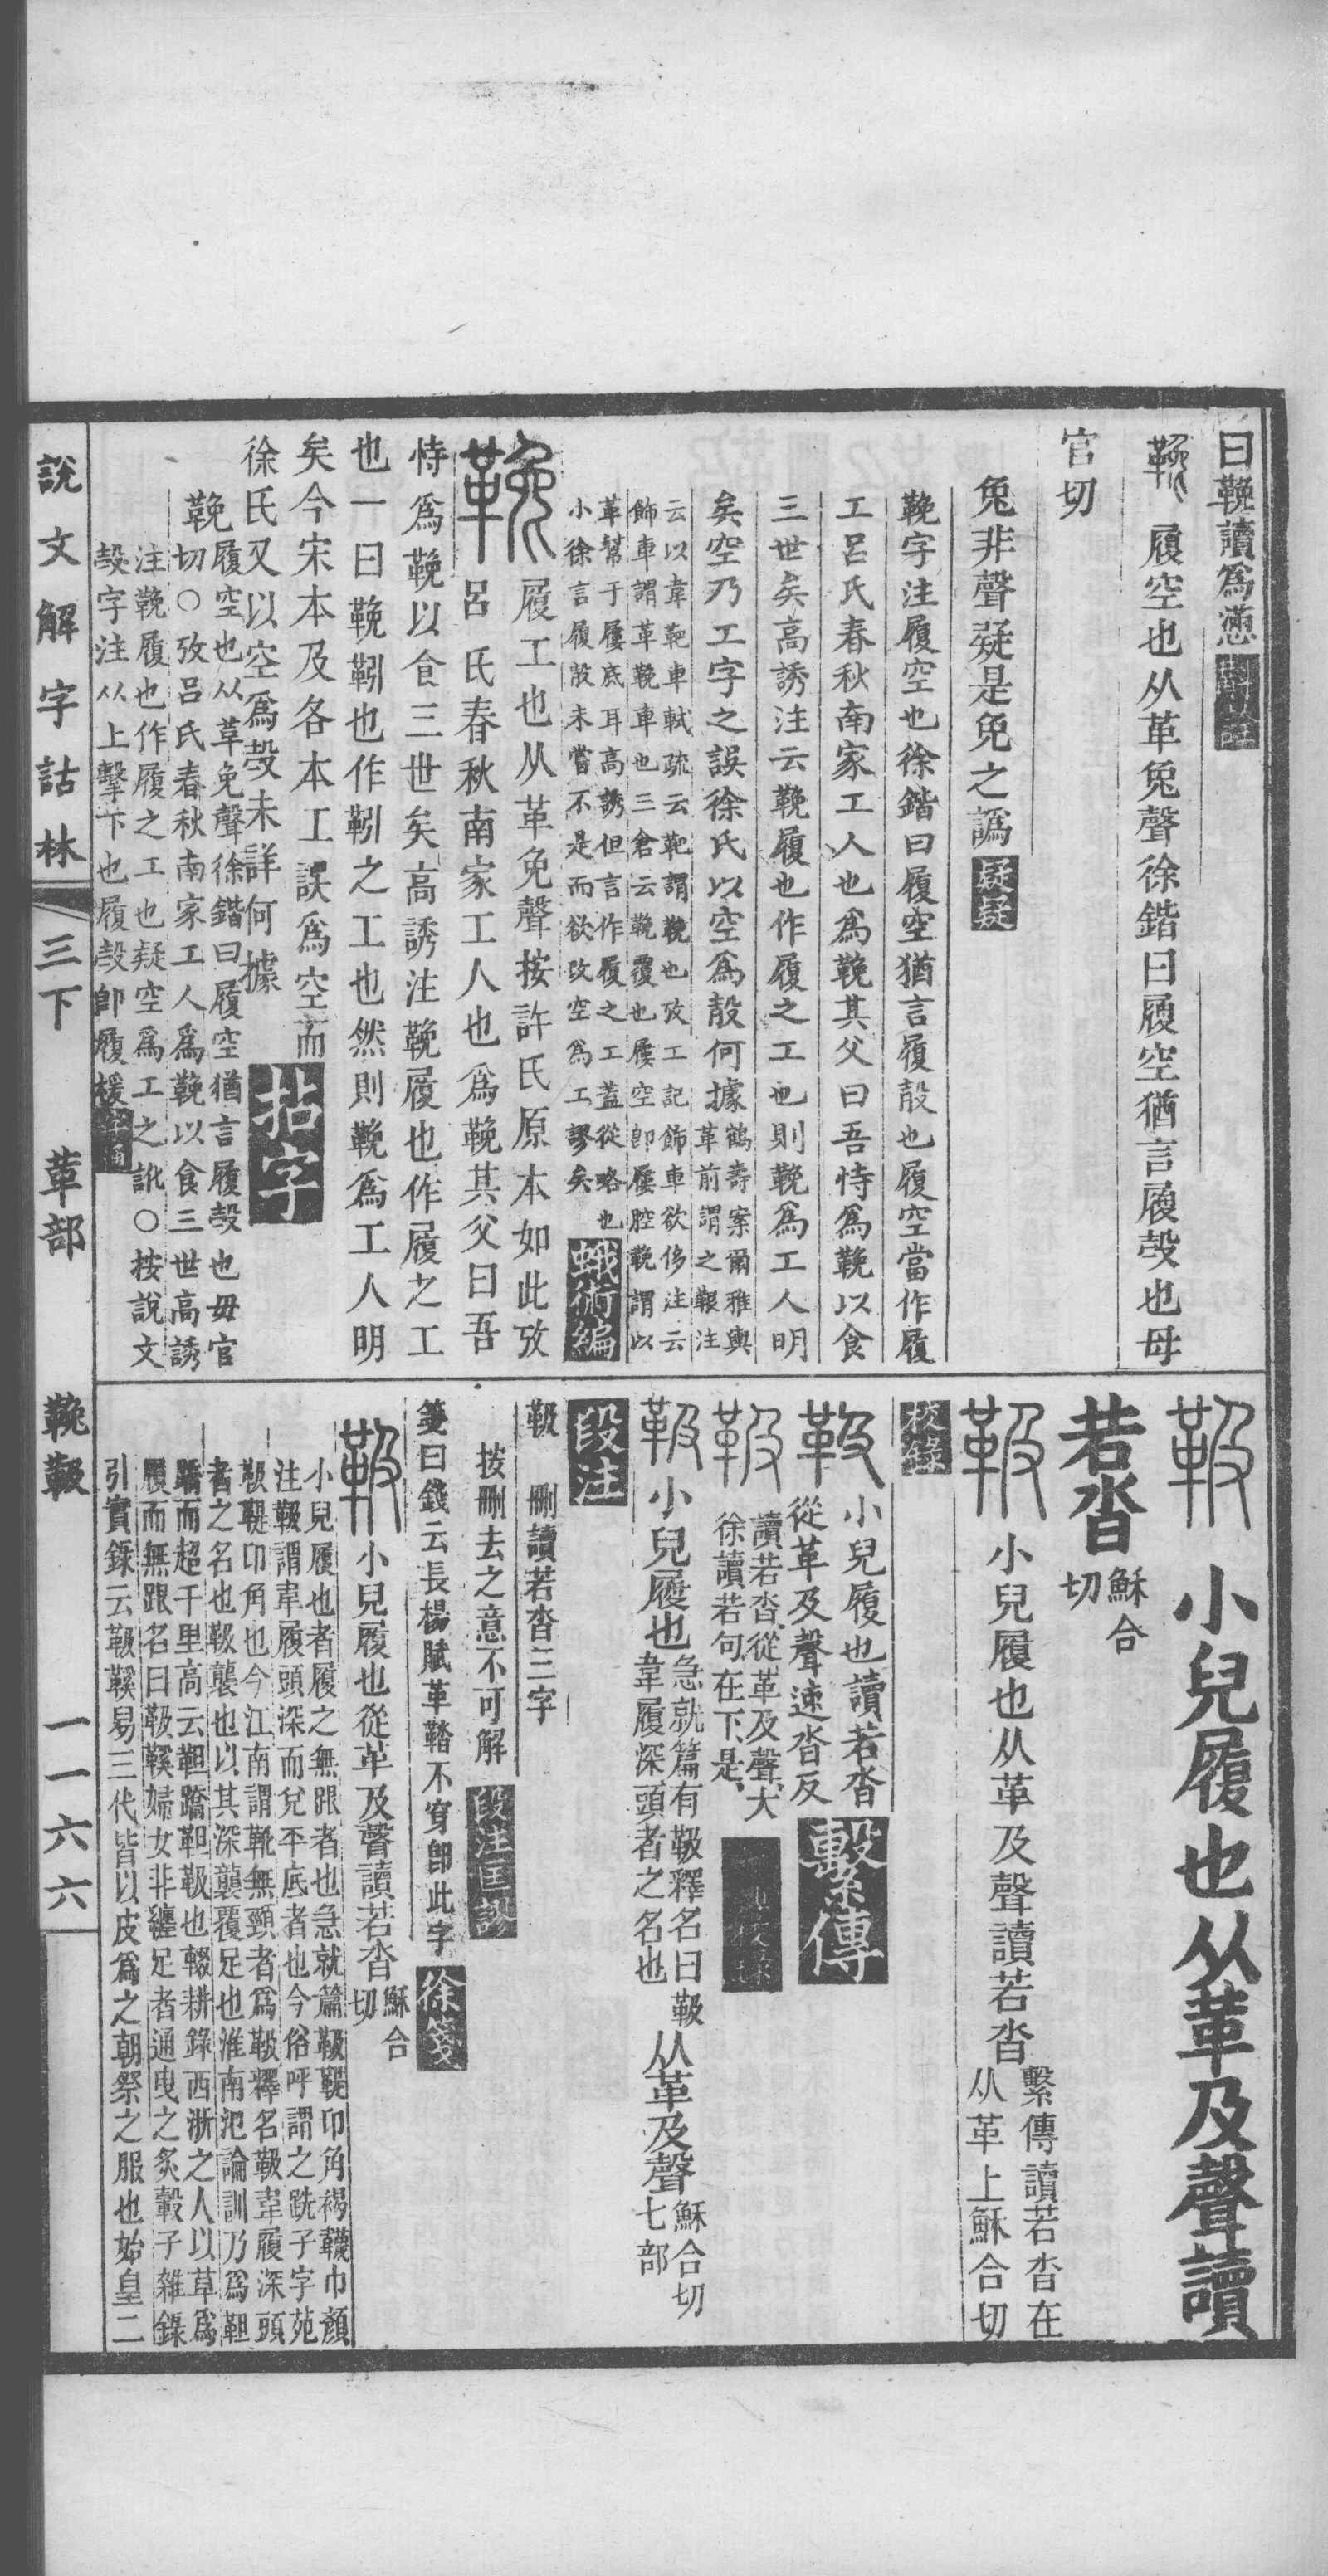 曰鞔讀爲懣
鞔 履空也从革免聲徐鍇曰履空猶言履㲉也母
官切
兔非聲疑是免之譌疑疑
鞔字注履空也徐鍇曰履空猶言履㲉也履空當作履
工呂氏春秋南家工人也爲鞔其父曰吾恃爲鞔以食
三世矣高誘注云鞔履也作履之工也則鞔爲工人明
矣空乃工字之誤徐氏以空爲㲉何據鶴壽案爾雅輿
革前謂之鞎注
云以韋靶車軾疏云靶謂鞔也攷工記飾車欲侈注云
飾車謂革鞔車也三倉云鞔覆也履空卽屨腔鞔謂以
革幫于屨底耳高誘但言作履之工蓋從略也
小徐言履㲉未嘗不是而欲改空爲工謬矣蛾術編
鞔 履工也从革免聲按許氏原本如此攷
呂氏春秋南家工人也爲鞔其父曰吾
恃爲鞔以食三世矣高誘注鞔履也作履之工
也一曰鞔靷也作靷之工也然則鞔爲工人明
矣今宋本及各本工誤爲空而
徐氏又以空爲㲉未詳何據拈字
鞔履空也从革免聲徐鍇曰履空猶言履㲉也毋官
切○攷呂氏春秋南家工人爲鞔以食三世高誘
注鞔履也作履之工也疑空爲工之訛○按說文
㲉字注从上擊下也履㲉卽履楥
說文解字詁林 三下 革部 鞔靸 一一六六
靸 小兒履也从革及聲讀
若沓穌合
切
靸 小兒履也从革及聲讀若沓繫傳讀若沓在
从革上穌合切
校錄
靸 小兒履也讀若沓
從革及聲速沓反繫傳
靸 讀若沓從革及聲大
徐讀若句在下是
靸 小兒履也急就篇有靸釋名曰靸
韋履深頭者之名也从革及聲穌合切
七部
段注
靸 刪讀若沓三字
按刪去之意不可解段注匡謬
箋曰錢云長楊賦革鞜不穿卽此字徐箋
靸 小兒履也從革及聲讀若沓穌合
切
小兒履也者履之無跟者也急就篇靸鞮卬角褐韤巾顏
注靸謂韋履頭深而兌平底者也今俗呼謂之跣子字苑
靸鞮卬角也今江南謂靴無頸者爲靸釋名靸韋履深頭
者之名也靸襲也以其深襲覆足也淮南氾論訓乃爲靼
蹻而超千里高云靼蹻靼靸也輟耕錄西浙之人以草爲
履而無跟名曰靸鞵婦女非纏足者通曳之炙轂子雜錄
引實錄云靸鞵舄三代皆以皮爲之朝祭之服也始皇二